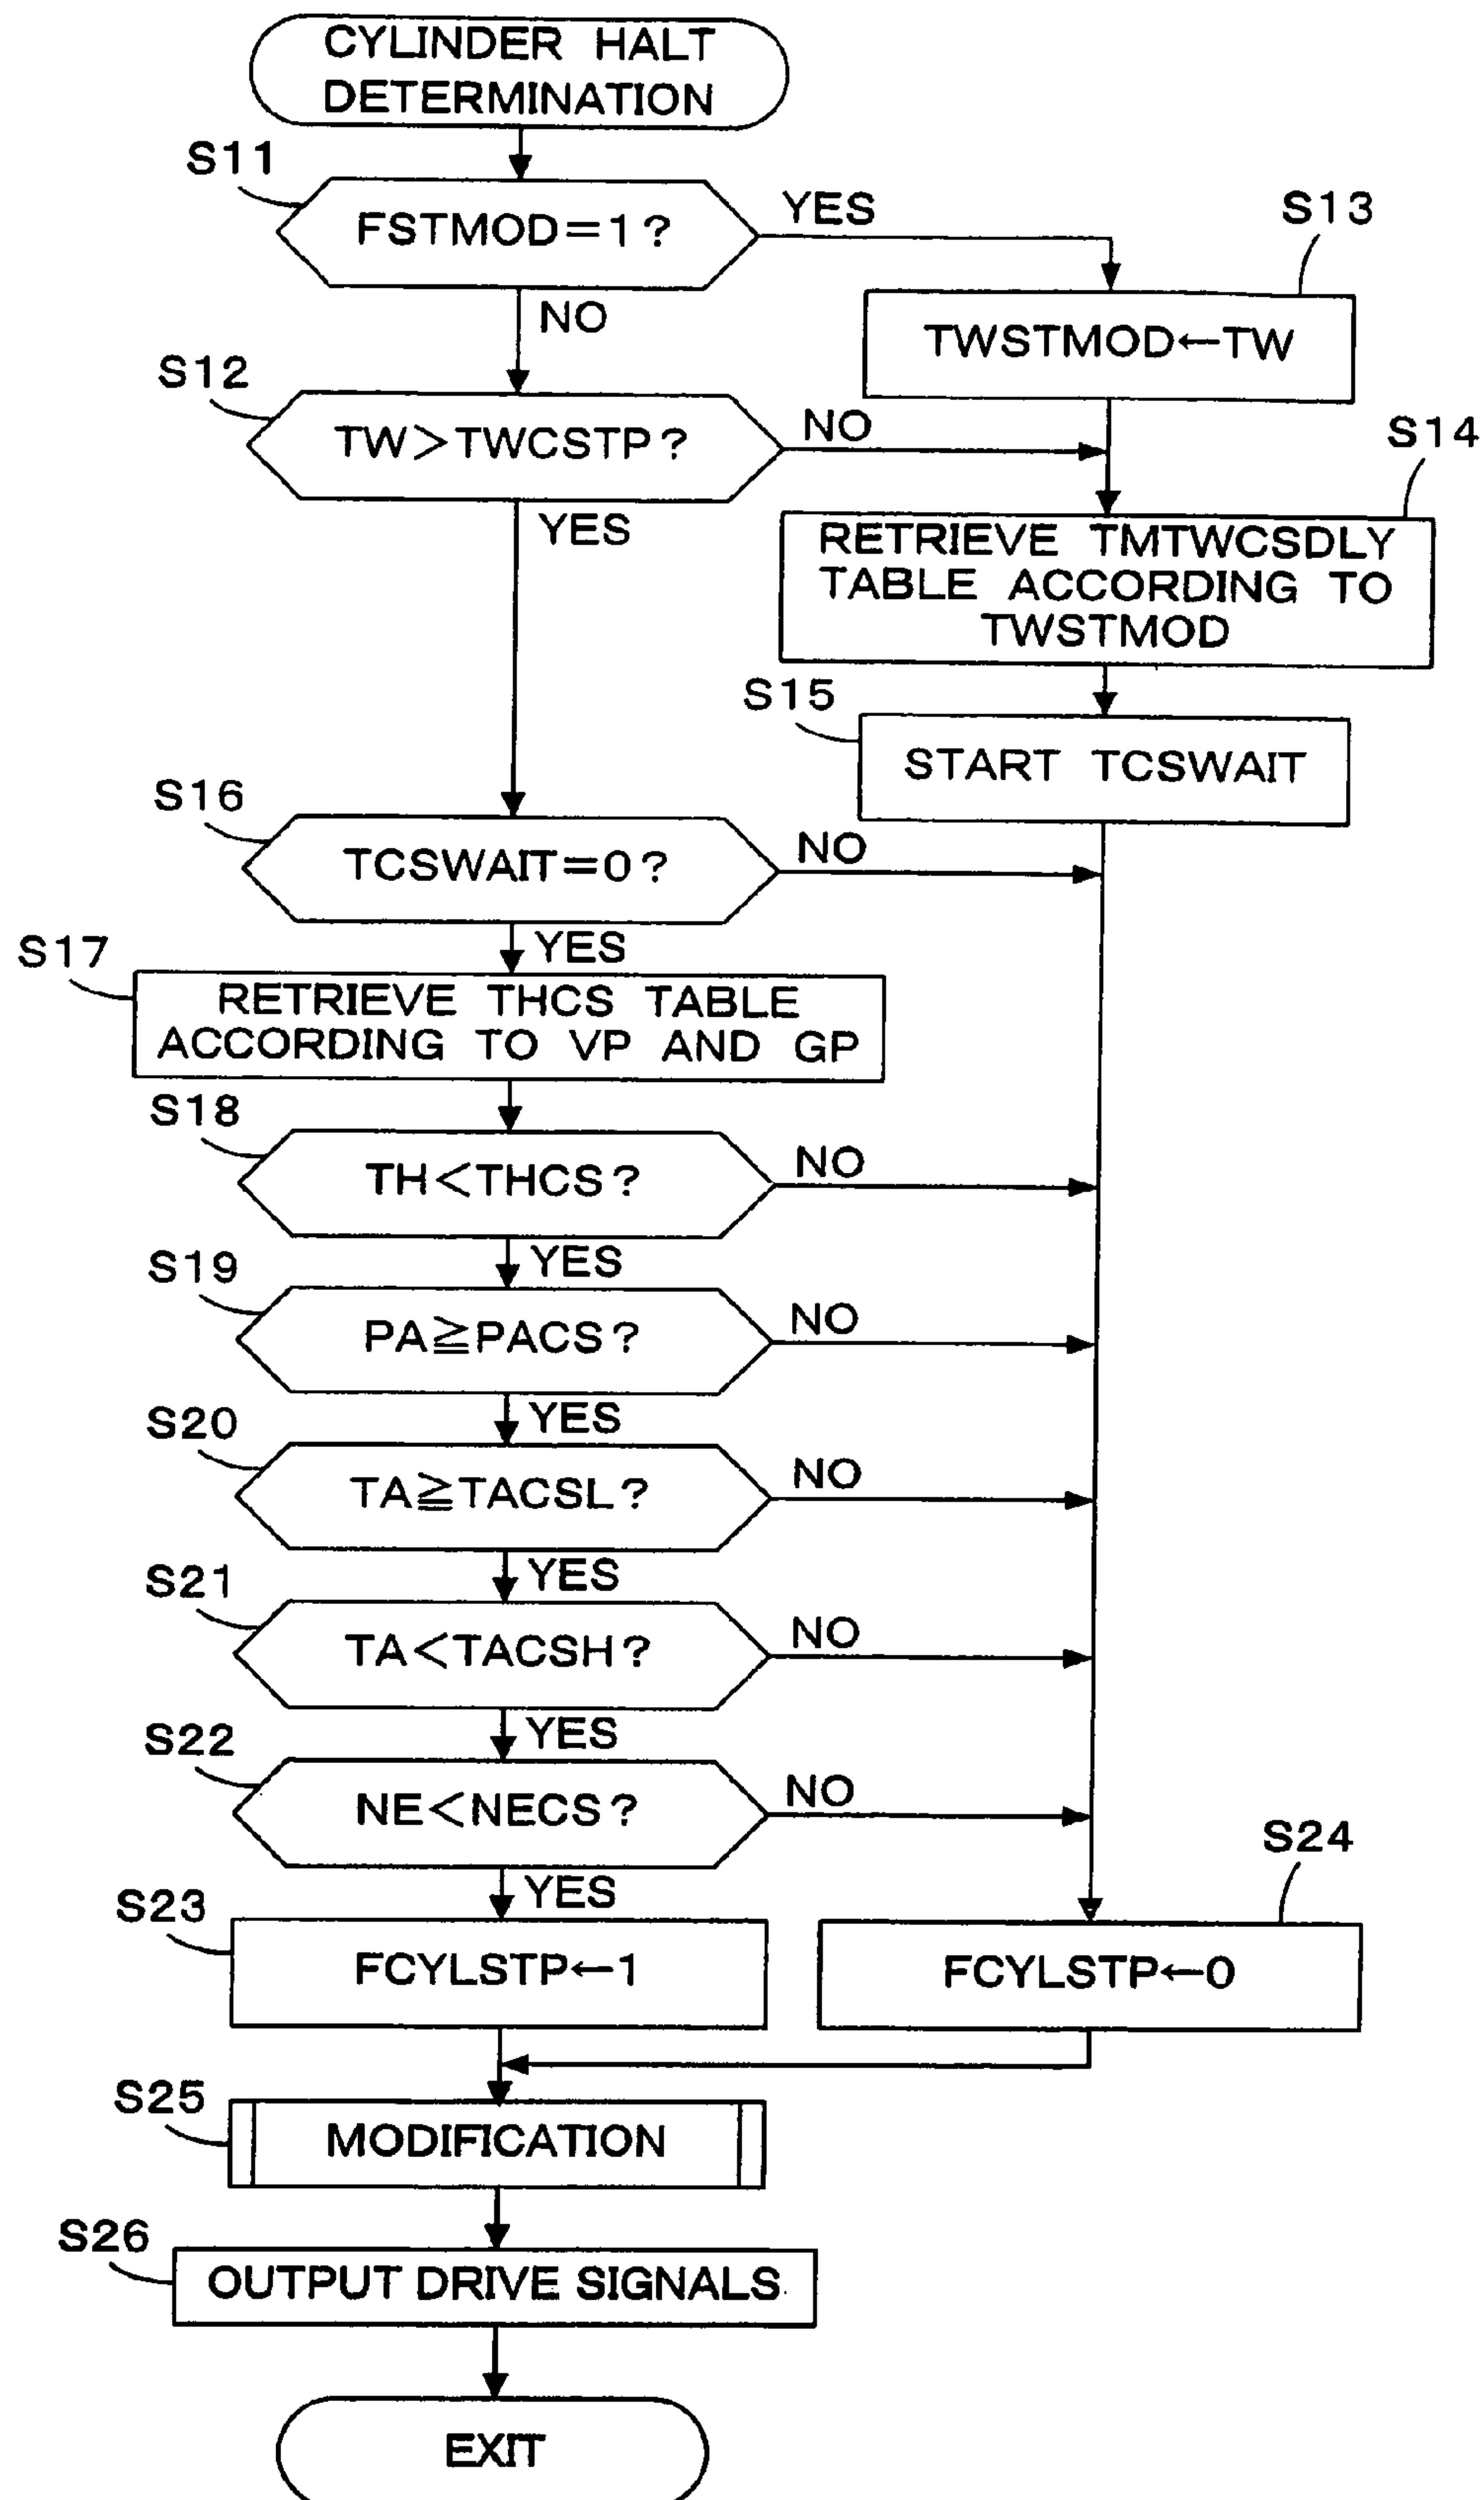 CYLINDER HALT
DETERMINATION
S11
FSTMOD=1?
YES
S13
NO
TWSTMOD←TW
S12
TW>TWCSTP?
NO
S14
YES
RETRIEVE TMTWCSDLY
TABLE ACCORDING TO
TWSTMOD
S15
START TCSWAIT
S16
TCSWAIT=0?
NO
YES
S17
RETRIEVE THCS TABLE
ACCORDING TO VP AND GP
S18
TH<THCS?
NO
YES
S19
PA≧PACS?
NO
YES
S20
TA≧TACSL?
NO
YES
S21
TA<TACSH?
NO
YES
S22
NE<NECS?
NO
YES
S24
S23
FCYLSTP←1
FCYLSTP←0
S25
MODIFICATION
S26
OUTPUT DRIVE SIGNALS
EXIT